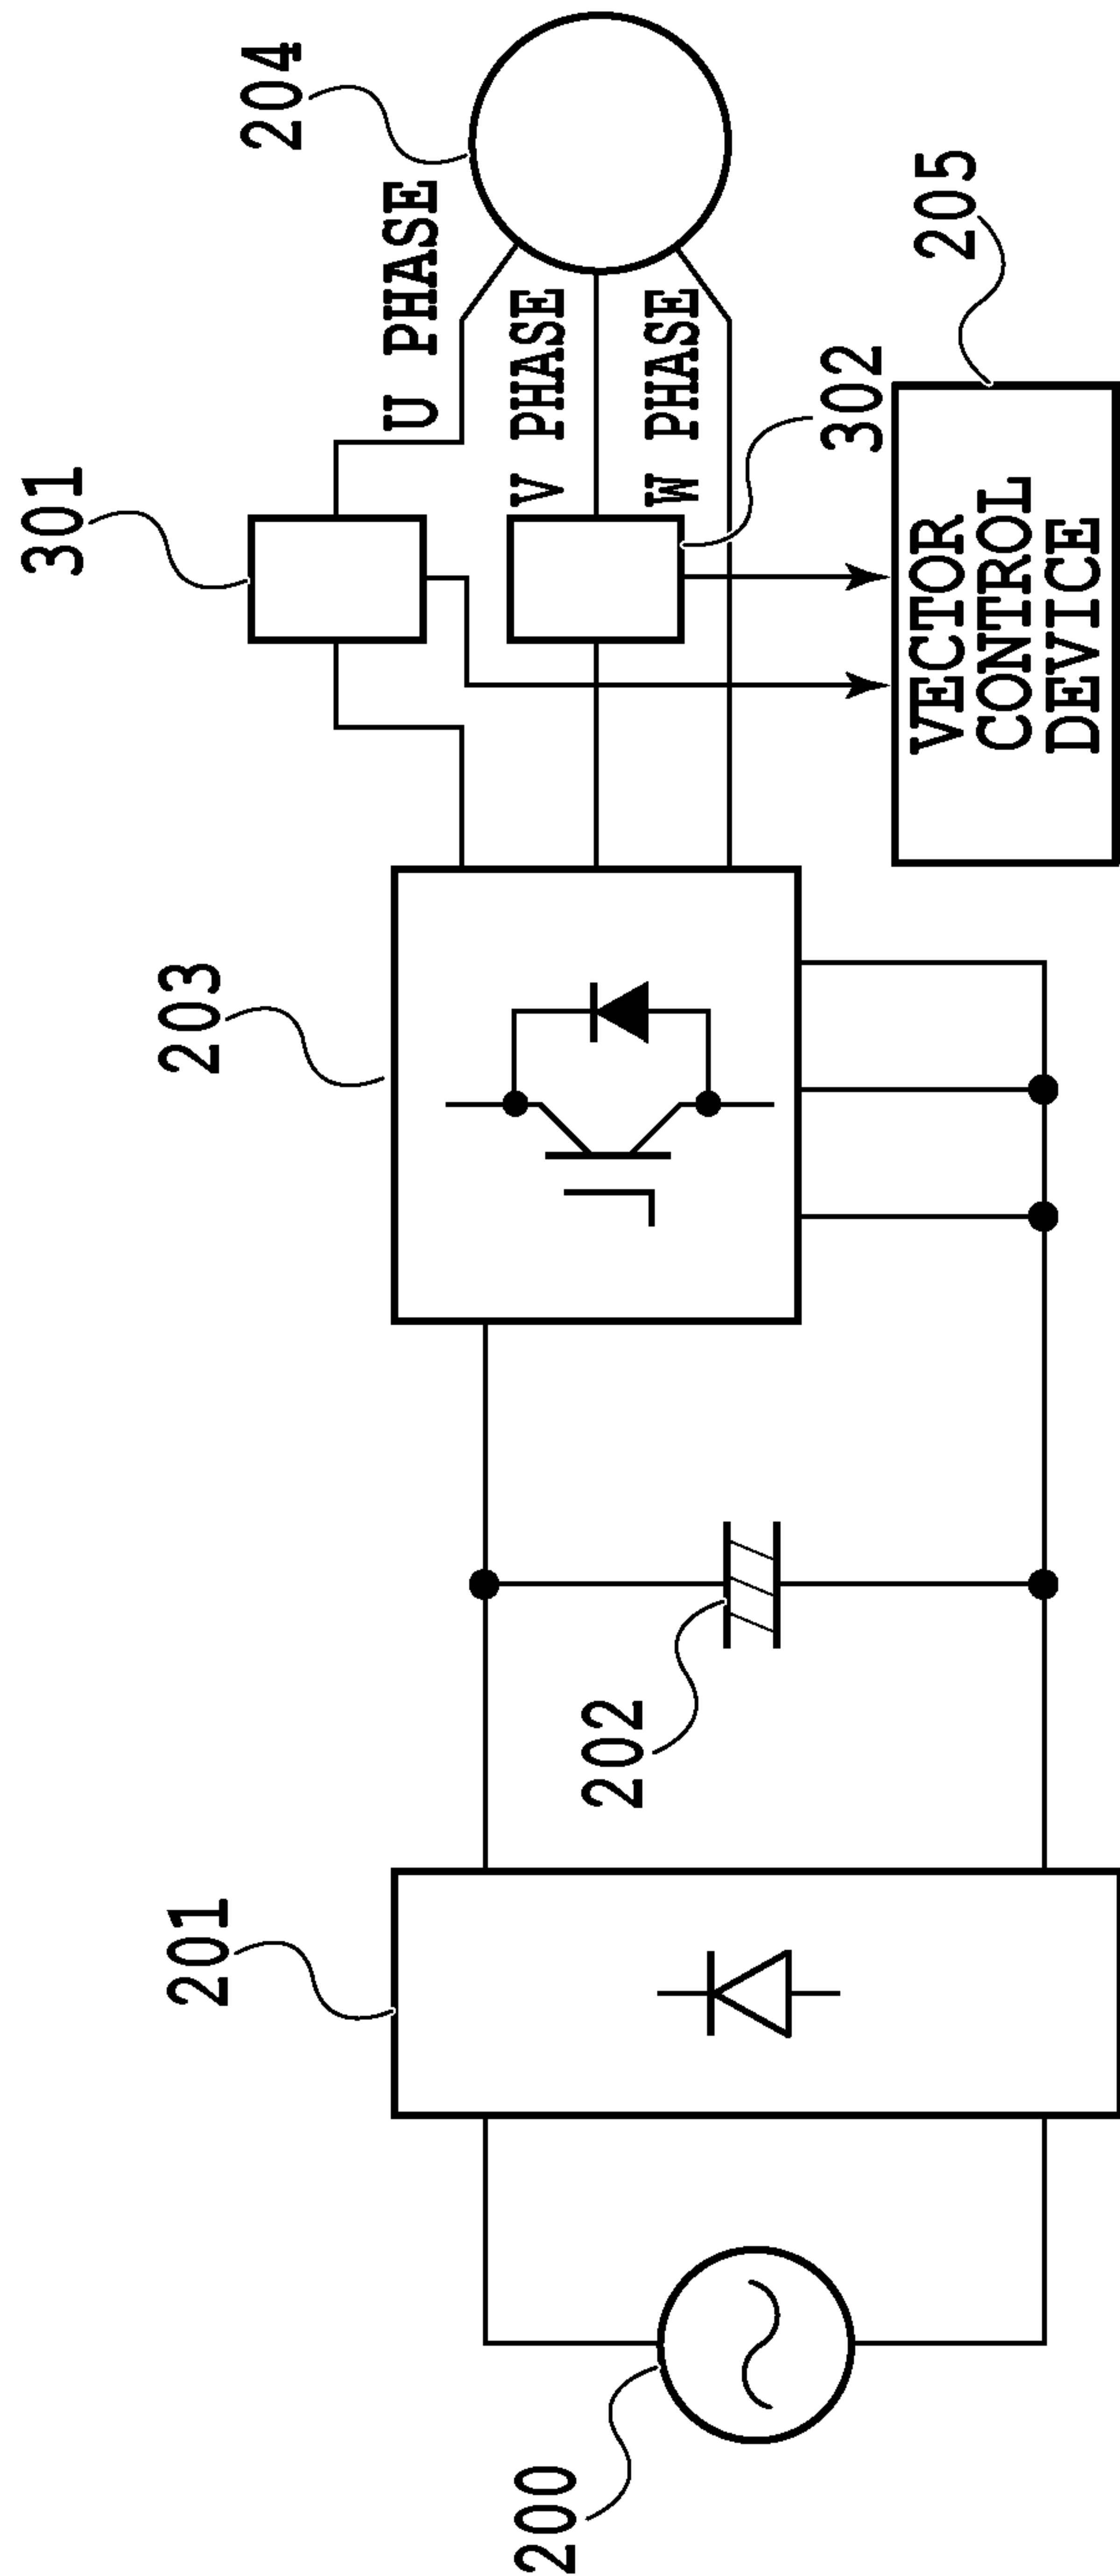 301
204
U PHASE
203
V PHASE
201
W PHASE
202
302
200
205
VECTOR
CONTROL
DEVICE